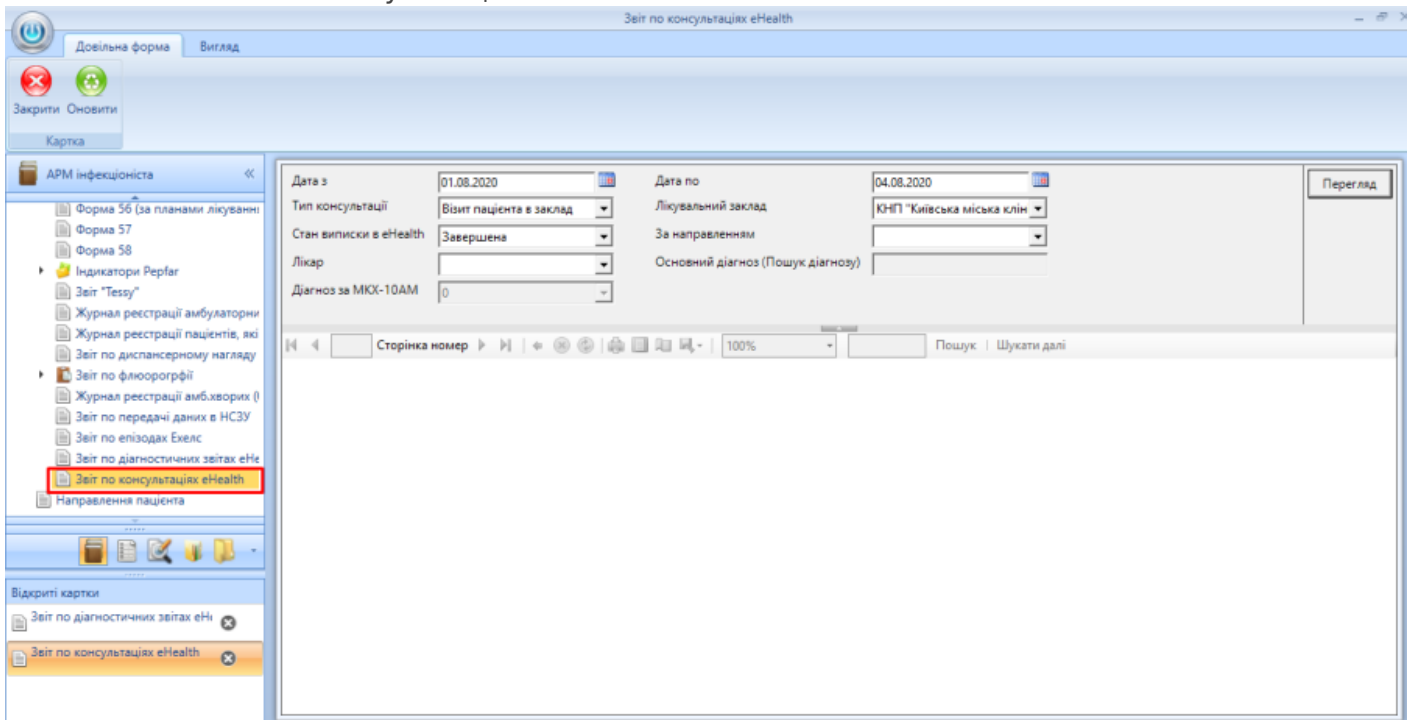 Звіт по консультаціях eHealth
Довільна форма Вигляд
Закрити Оновити
Картка
АРМ інфекціоніста «
Форма 56 (за планами лікуванн
Форма 57
Форма 58
Індикатори Pepfar
Звіт "Tessy"
Журнал реєстрації амбулаторни
Журнал реєстрації пацієнтів, які
Звіт по диспансерному нагляду
Звіт по флюорогрфії
Журнал реєстрації амб.хворих (
Звіт по передачі даних в НСЗУ
Звіт по епізодах Екелс
Звіт по діагностичних звітах eHe
Звіт по консультаціях eHealth
Направлення пацієнта
Відкриті картки
Звіт по діагностичних звітах eH
Звіт по консультаціях eHealth
Дата з 01.08.2020 Дата по 04.08.2020 Перегляд
Тип консультації Візит пацієнта в заклад Лікувальний заклад КНП "Київська міська клін
Стан виписки в eHealth Завершена За направленням
Лікар Основний діагноз (Пошук діагнозу)
Діагноз за МКХ-10АМ 0
Сторінка номер 100% Пошук Шукати далі